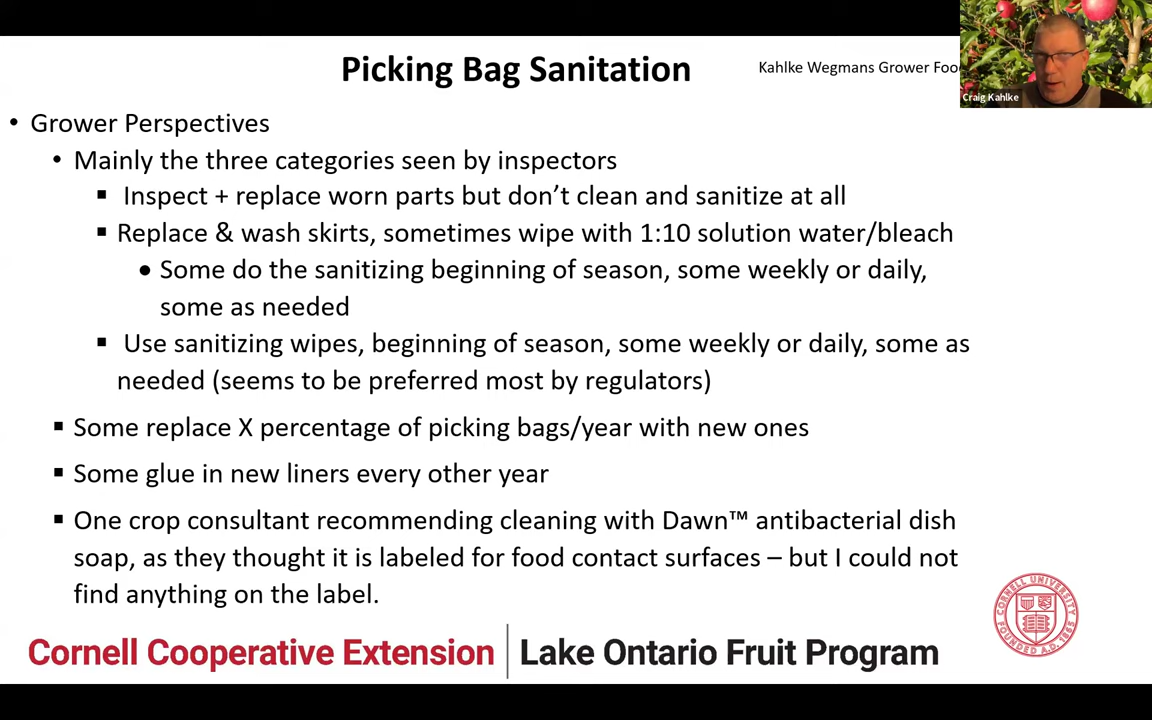 Picking Bag Sanitation
Kahlke Wegmans Grower Foo
Craig Kahlke
• Grower Perspectives
• Mainly the three categories seen by inspectors
▪ Inspect + replace worn parts but don’t clean and sanitize at all
▪ Replace & wash skirts, sometimes wipe with 1:10 solution water/bleach
• Some do the sanitizing beginning of season, some weekly or daily,
some as needed
▪ Use sanitizing wipes, beginning of season, some weekly or daily, some as
needed (seems to be preferred most by regulators)
▪ Some replace X percentage of picking bags/year with new ones
▪ Some glue in new liners every other year
▪ One crop consultant recommending cleaning with Dawn™ antibacterial dish
soap, as they thought it is labeled for food contact surfaces – but I could not
find anything on the label.
Cornell Cooperative Extension | Lake Ontario Fruit Program
CORNELL UNIVERSITY
FOUNDED A.D. 1865